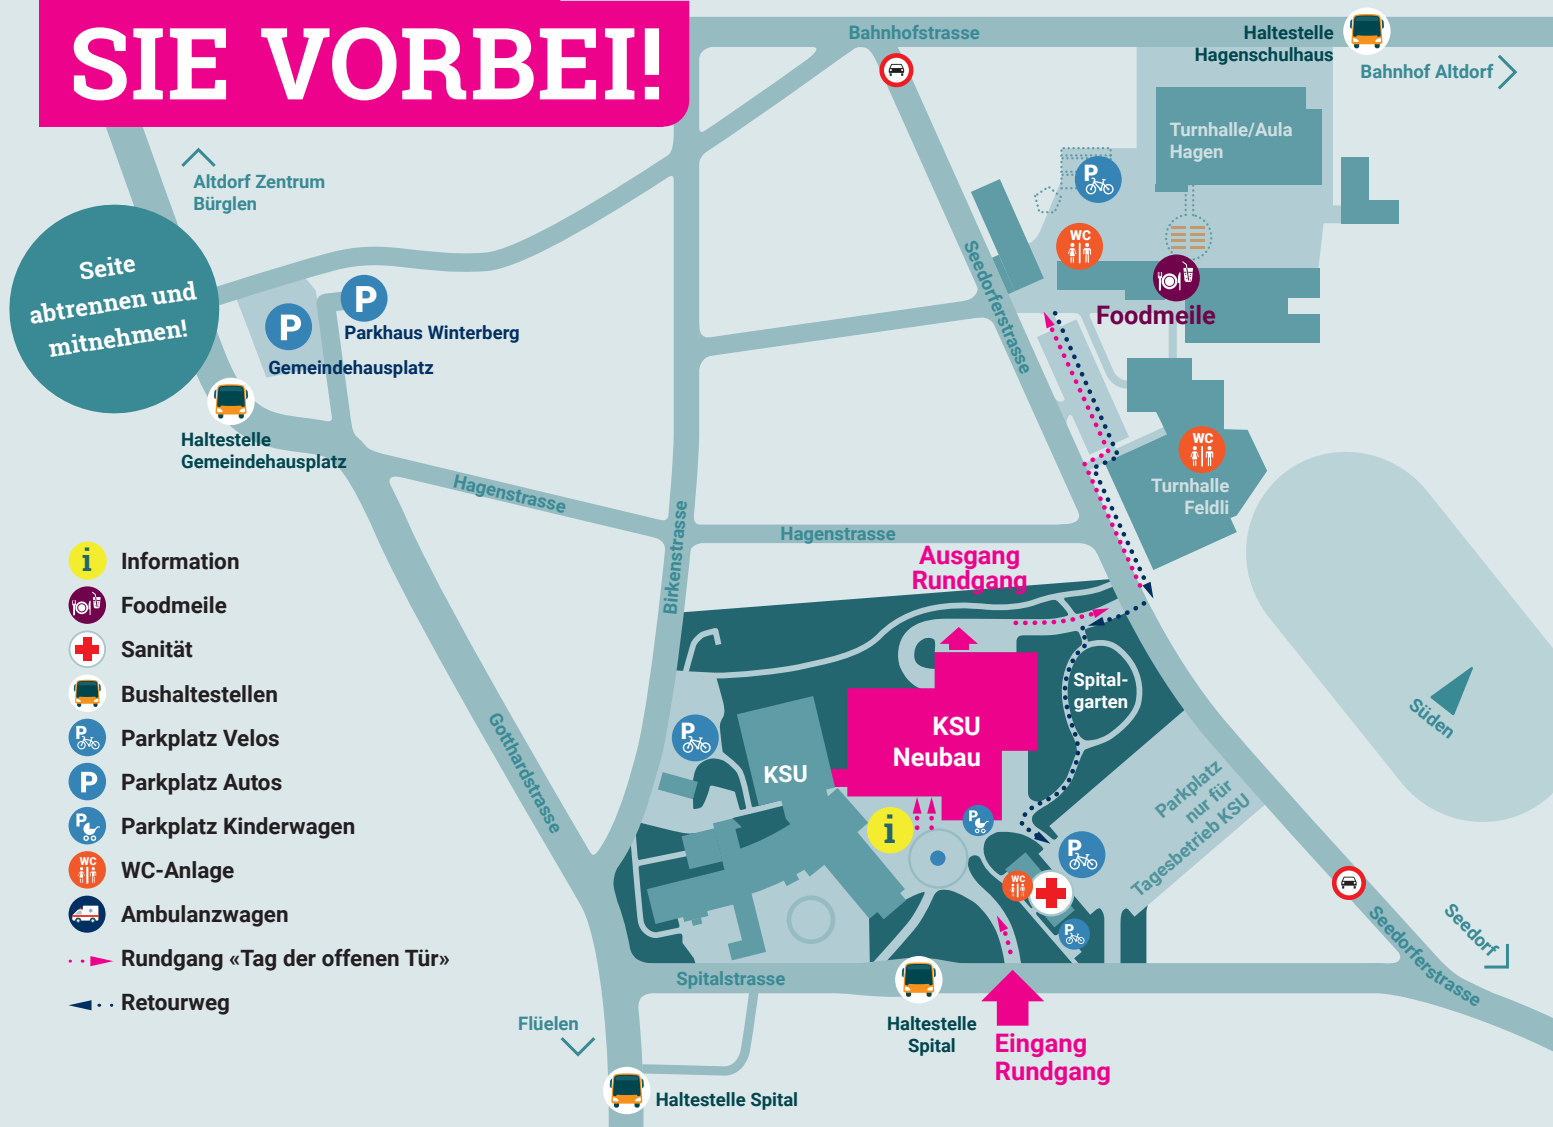 SIE VORBEI!
Bahnhofstrasse
Haltestelle
Hagenschulhaus
Bahnhof Altdorf
Altdorf Zentrum
Bürglen
Turnhalle/Aula
Hagen
P
WC
Seite
abtrennen und
mitnehmen!
P
P
Parkhaus Winterberg
Gemeindehausplatz
Seedorferstrasse
Foodmeile
Haltestelle
Gemeindehausplatz
WC
Turnhalle
Feldli
Hagenstrasse
Birkenstrasse
Hagenstrasse
Ausgang
Rundgang
i Information
Foodmeile
Sanität
Bushaltestellen
P Parkplatz Velos
P Parkplatz Autos
P Parkplatz Kinderwagen
WC WC-Anlage
Ambulanzwagen
Rundgang «Tag der offenen Tür»
Retourweg
Gotthardstrasse
P
KSU
KSU
Neubau
Spital-
garten
Süden
Parkplatz
nur für
Tagesbetrieb KSU
i
P
P
WC
P
Seedorf
Seedorferstrasse
Spitalstrasse
Flüelen
Haltestelle
Spital
Eingang
Rundgang
Haltestelle Spital